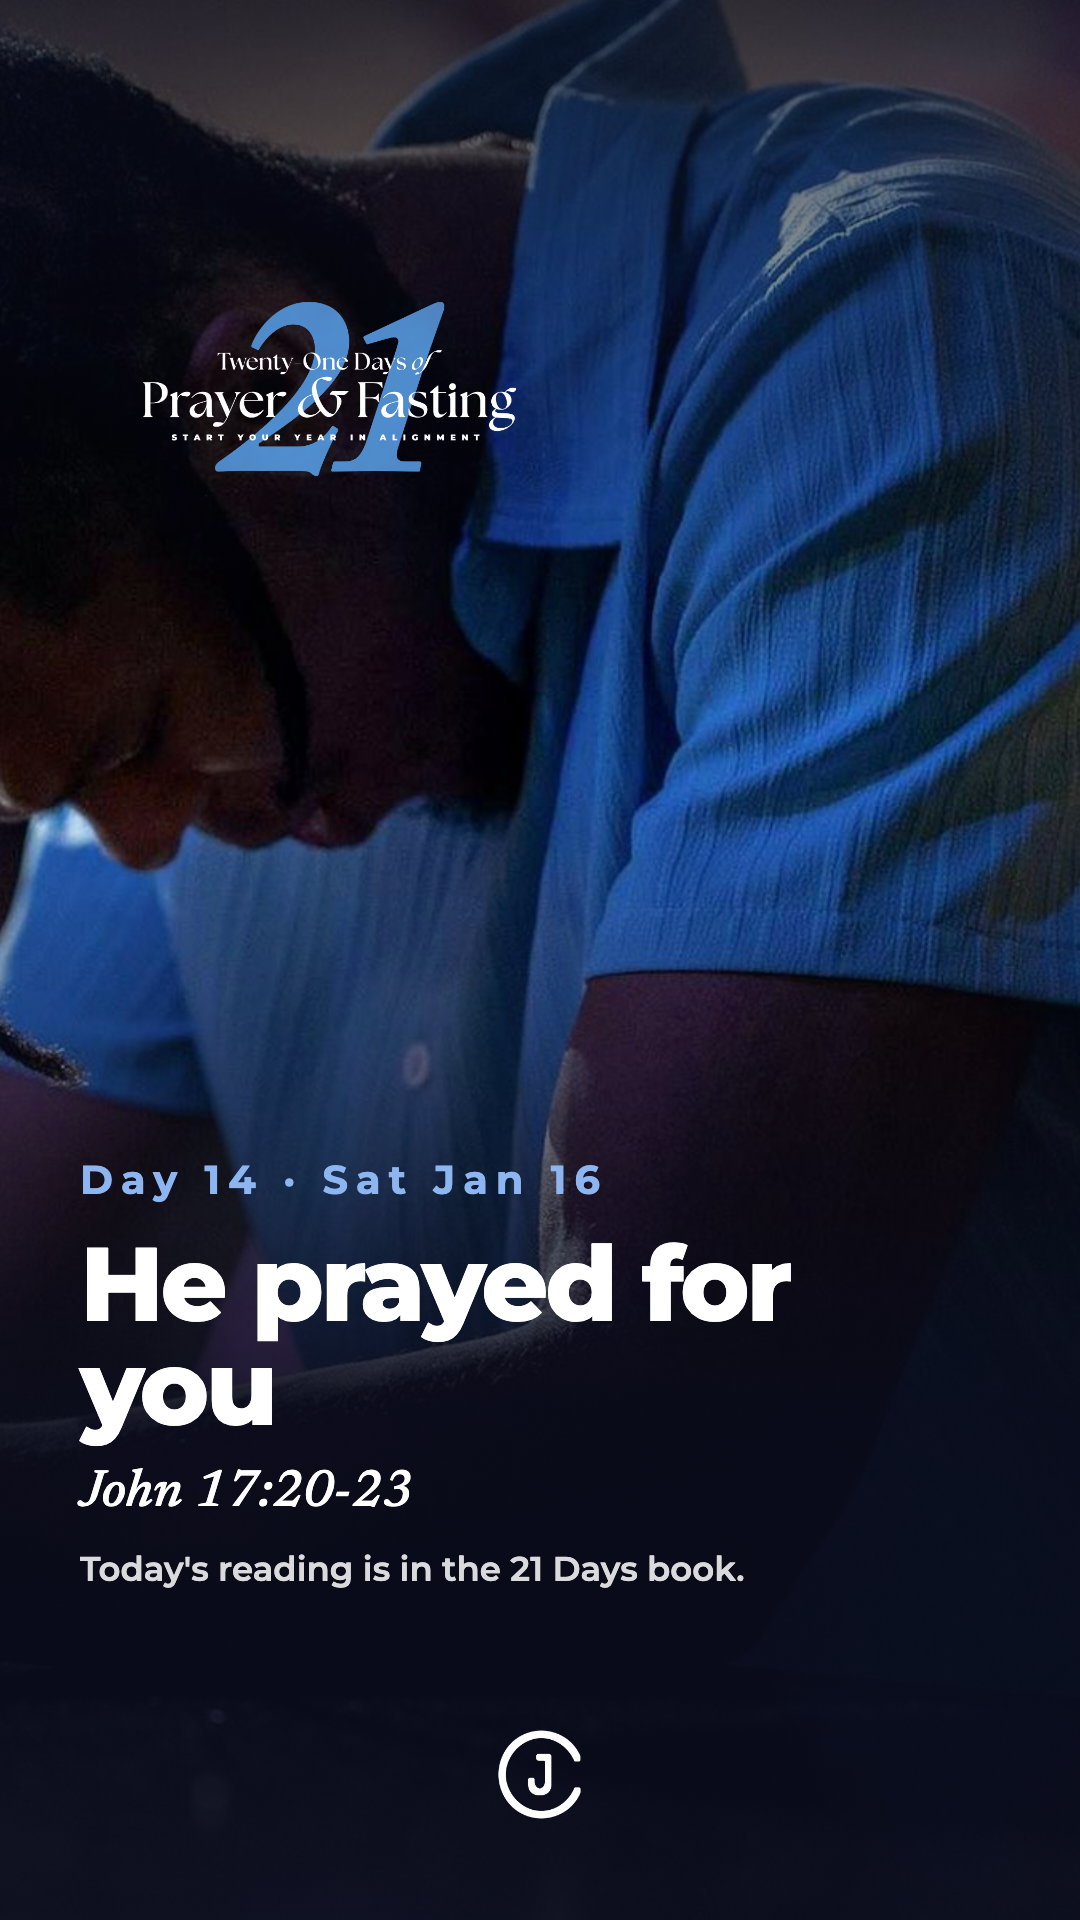 21
Twenty-One Days of
Prayer & Fasting
START YOUR YEAR IN ALIGNMENT
Day 14 · Sat Jan 16
He prayed for
you
John 17:20-23
Today's reading is in the 21 Days book.
JC